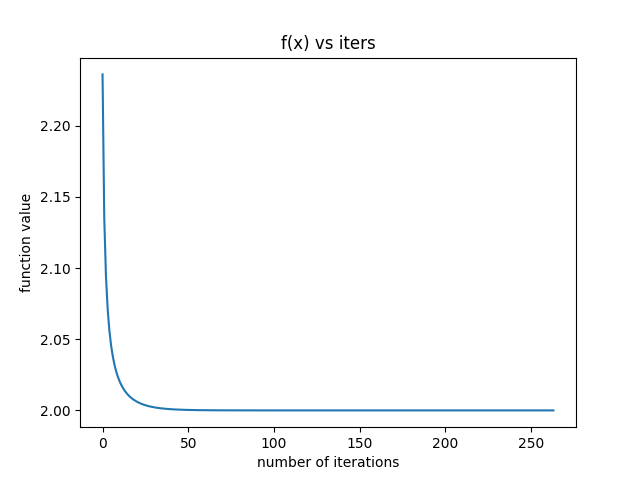 f(x) vs iters
function value
2.20
2.15
2.10
2.05
2.00
0 50 100 150 200 250
number of iterations